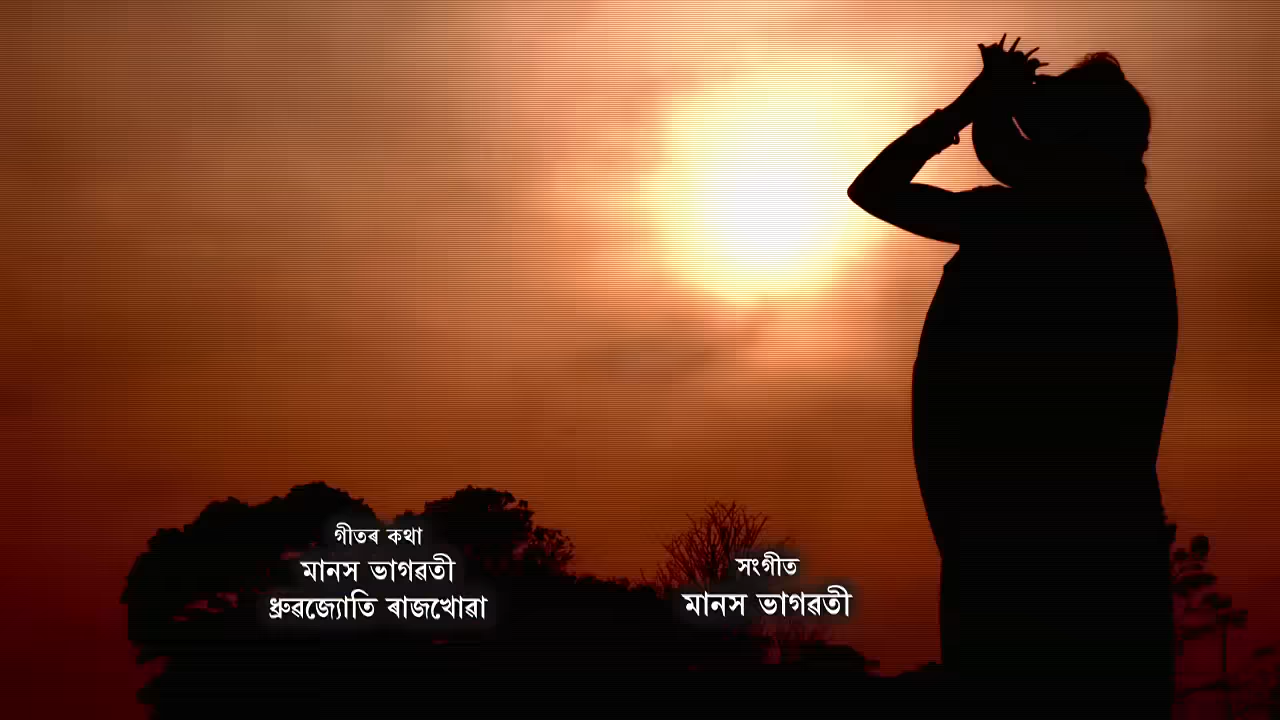 গীতৰ কথা
মানস ভাগৱতী
ধ্ৰুৱজ্যোতি ৰাজখোৱা
সংগীত
মানস ভাগৱতী